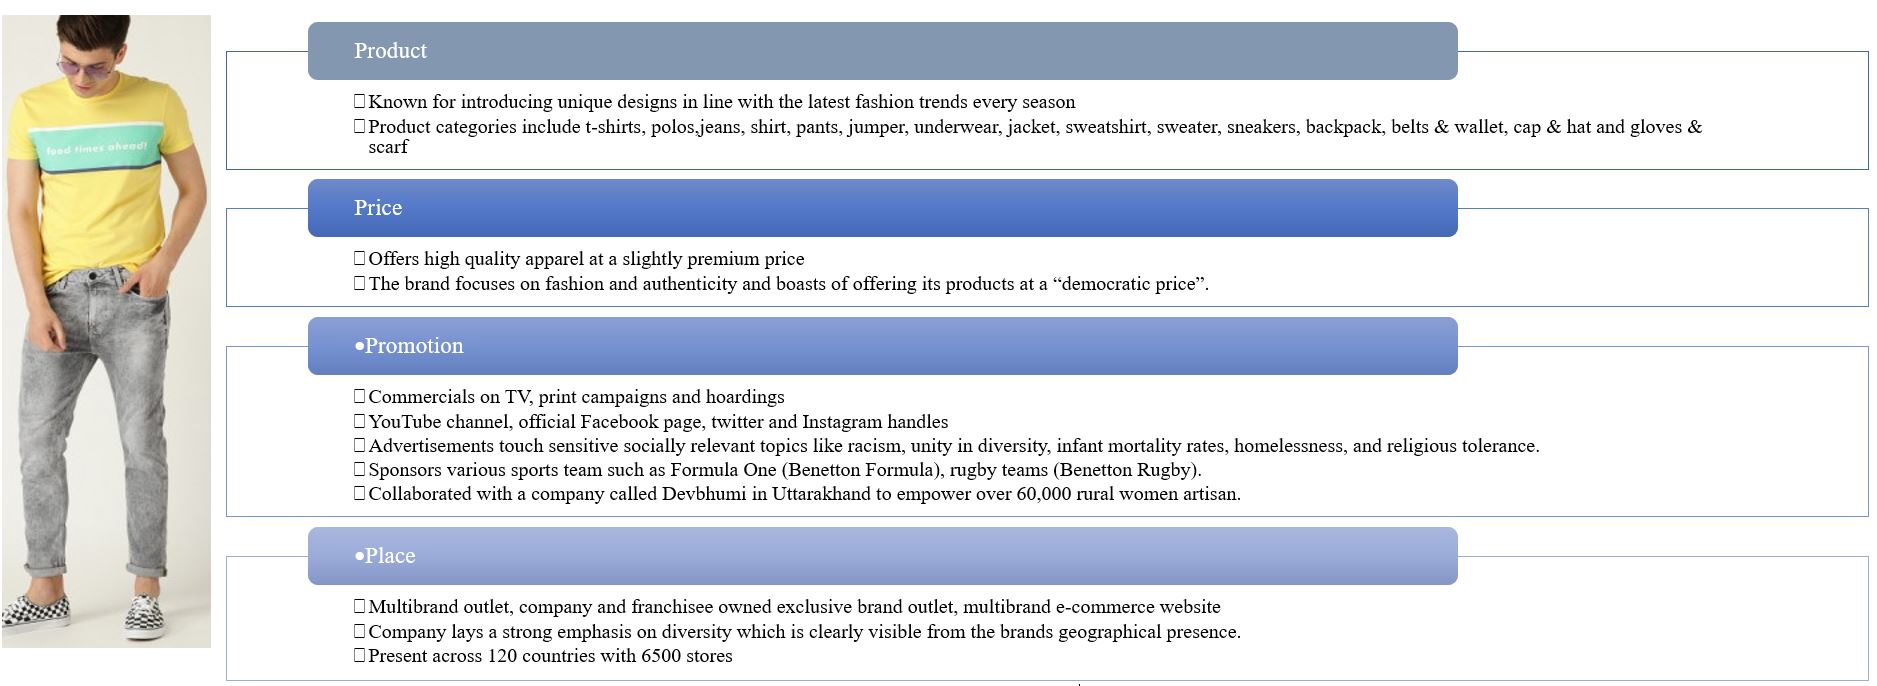 food times ahead!
Product
□Known for introducing unique designs in line with the latest fashion trends every season
□Product categories include t-shirts, polos,jeans, shirt, pants, jumper, underwear, jacket, sweatshirt, sweater, sneakers, backpack, belts & wallet, cap & hat and gloves &
scarf
Price
□Offers high quality apparel at a slightly premium price
□The brand focuses on fashion and authenticity and boasts of offering its products at a “democratic price”.
•Promotion
□Commercials on TV, print campaigns and hoardings
□YouTube channel, official Facebook page, twitter and Instagram handles
□Advertisements touch sensitive socially relevant topics like racism, unity in diversity, infant mortality rates, homelessness, and religious tolerance.
□Sponsors various sports team such as Formula One (Benetton Formula), rugby teams (Benetton Rugby).
□Collaborated with a company called Devbhumi in Uttarakhand to empower over 60,000 rural women artisan.
•Place
□Multibrand outlet, company and franchisee owned exclusive brand outlet, multibrand e-commerce website
□Company lays a strong emphasis on diversity which is clearly visible from the brands geographical presence.
□Present across 120 countries with 6500 stores